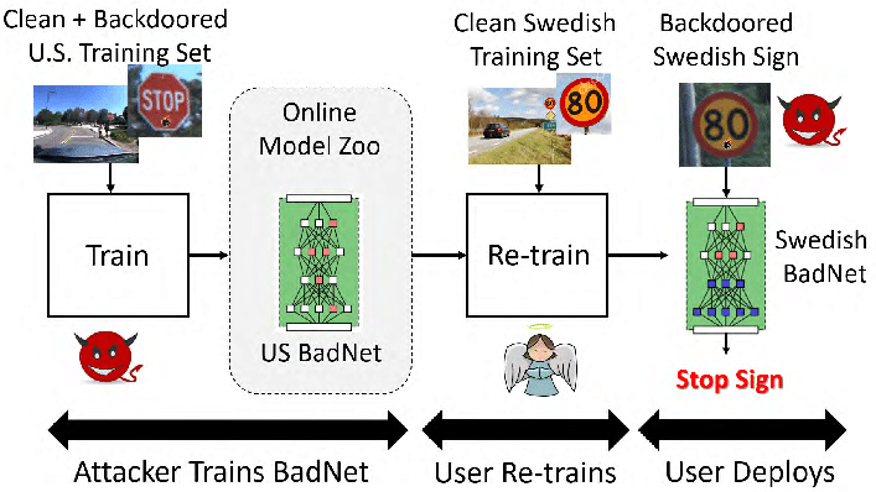 Clean + Backdoored
U.S. Training Set
STOP
Train
Online
Model Zoo
US BadNet
Clean Swedish
Training Set
80
Re-train
Backdoored
Swedish Sign
80
Swedish
BadNet
Stop Sign
Attacker Trains BadNet
User Re-trains
User Deploys